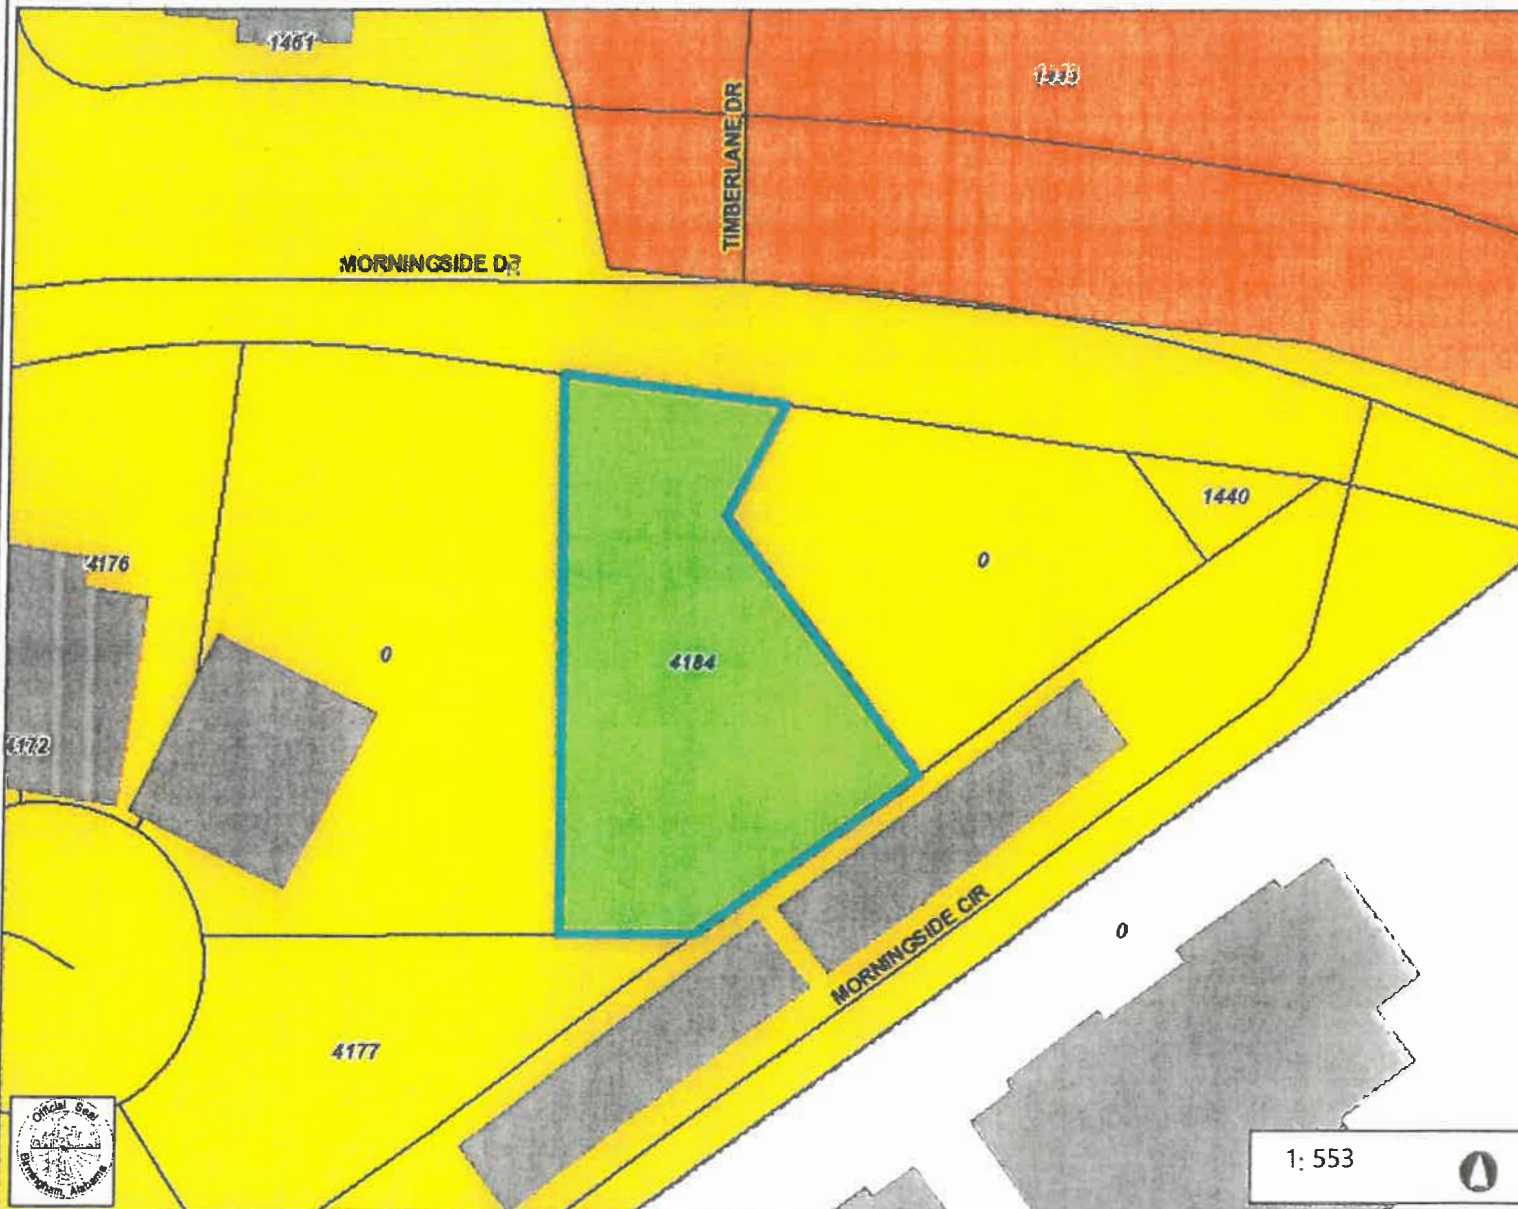 1461
TIMBERLANE DR
MORNINGSIDE DR
1440
4176
0
0
4184
4172
MORNINGSIDE CIR
0
4177
Official Seal
Birmingham, Alabama
1: 553